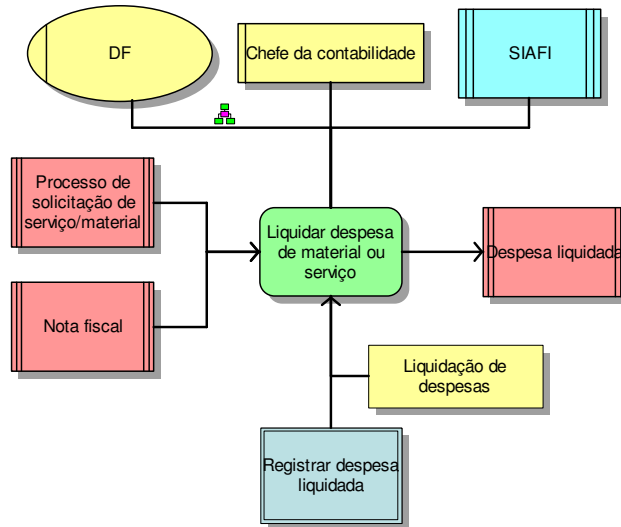 DF
Chefe da contabilidade
SIAFI
Processo de
solicitação de
serviço/material
Liquidar despesa
de material ou
serviço
Despesa liquidada
Nota fiscal
Liquidação de
despesas
Registrar despesa
liquidada